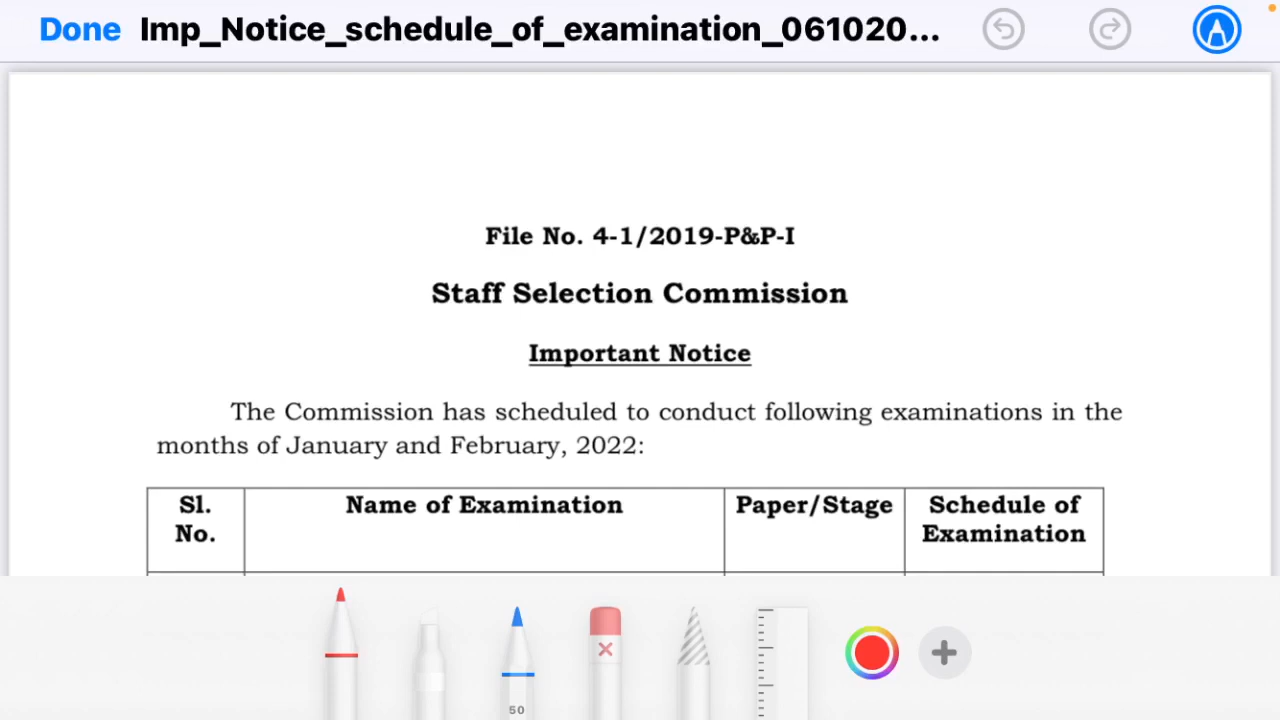 Done Imp_Notice_schedule_of_examination_061020...
File No. 4-1/2019-P&P-I
Staff Selection Commission
Important Notice
The Commission has scheduled to conduct following examinations in the
months of January and February, 2022:
Sl. No. Name of Examination Paper/Stage Schedule of Examination
50